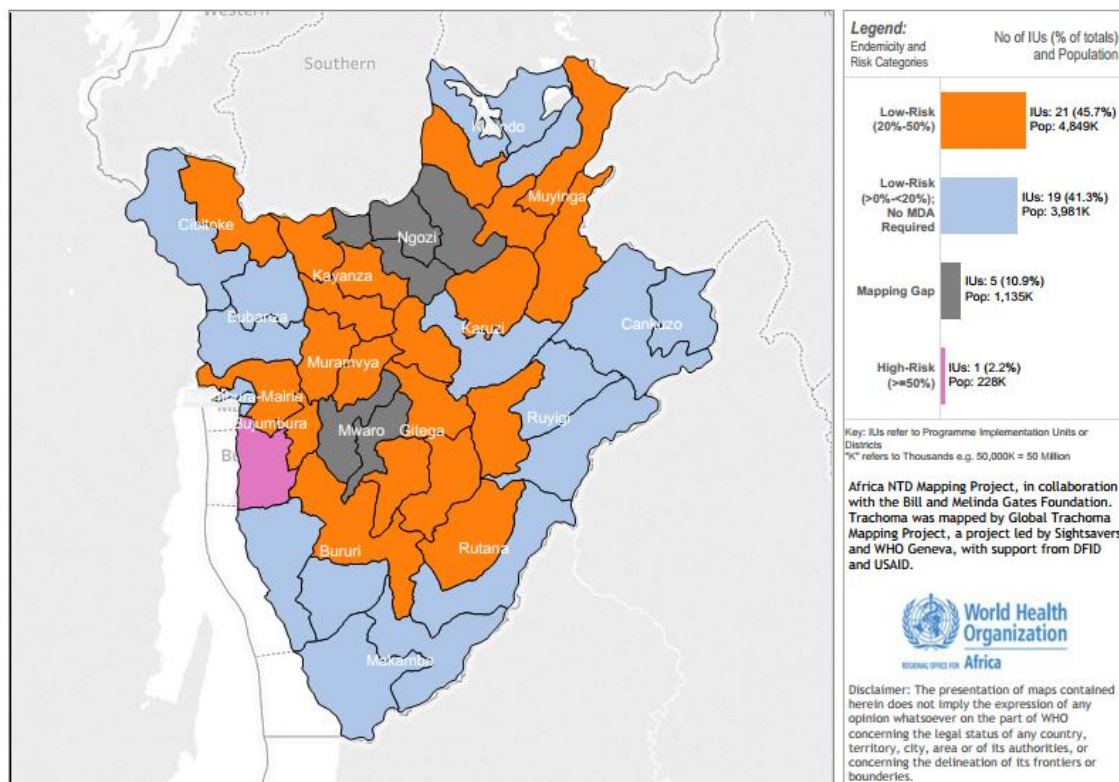 Western
Southern
Kirundo
Muyinga
Cibitoke
Ngozi
Kayanza
Bubanza
Karuzi
Cankuzo
Muramvya
Bujumbura-Mairie
Ruyigi
Bujumbura
Mwaro
Gitega
Bururi
Rutana
Makamba
Legend:
Endemicity and
Risk Categories
No of IUs (% of totals)
and Population
Low-Risk
(20%-50%)
IUs: 21 (45.7%)
Pop: 4,849K
Low-Risk
(>0%-<20%);
No MDA
Required
IUs: 19 (41.3%)
Pop: 3,981K
Mapping Gap
IUs: 5 (10.9%)
Pop: 1,135K
High-Risk
(>=50%)
IUs: 1 (2.2%)
Pop: 228K
Key: IUs refer to Programme Implementation Units or
Districts
"K" refers to Thousands e.g. 50,000K = 50 Million
Africa NTD Mapping Project, in collaboration
with the Bill and Melinda Gates Foundation.
Trachoma was mapped by Global Trachoma
Mapping Project, a project led by Sightsavers
and WHO Geneva, with support from DFID
and USAID.
World Health
Organization
REGIONAL OFFICE FOR Africa
Disclaimer: The presentation of maps contained
herein does not imply the expression of any
opinion whatsoever on the part of WHO
concerning the legal status of any country,
territory, city, area or of its authorities, or
concerning the delineation of its frontiers or
bounderies.